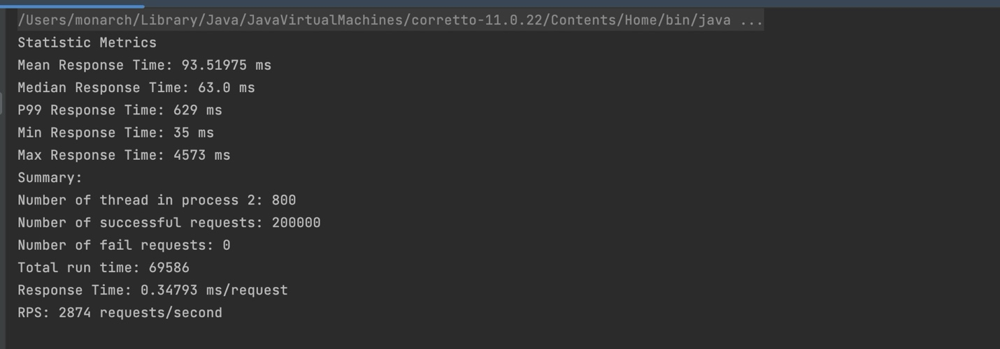 /Users/monarch/Library/Java/JavaVirtualMachines/corretto-11.0.22/Contents/Home/bin/java ...
Statistic Metrics
Mean Response Time: 93.51975 ms
Median Response Time: 63.0 ms
P99 Response Time: 629 ms
Min Response Time: 35 ms
Max Response Time: 4573 ms
Summary:
Number of thread in process 2: 800
Number of successful requests: 200000
Number of fail requests: 0
Total run time: 69586
Response Time: 0.34793 ms/request
RPS: 2874 requests/second